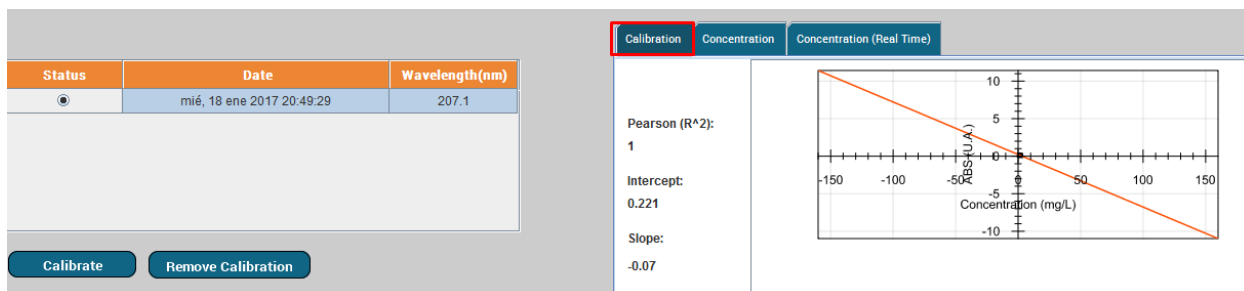 Status Date Wavelength(nm)
mié, 18 ene 2017 20:49:29 207.1
Calibrate Remove Calibration
Calibration Concentration Concentration (Real Time)
Pearson (R^2):
1
Intercept:
0.221
Slope:
-0.07
10
5
0
-5
-10
ABS (U.A.)
-150 -100 -50 0 50 100 150
Concentration (mg/L)